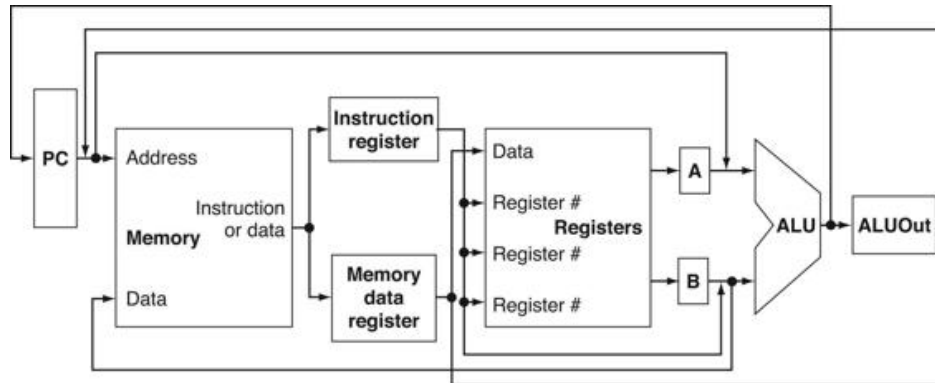 PC
Address
Instruction
or data
Memory
Data
Instruction
register
Memory
data
register
Data
Register #
Registers
Register #
Register #
A
B
ALU
ALUOut